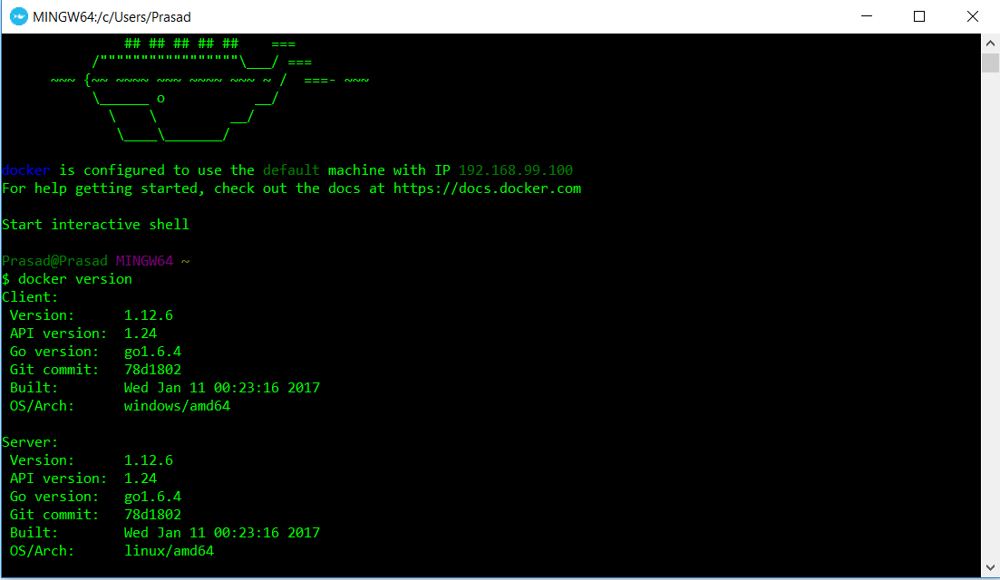 MINGW64:/c/Users/Prasad
## ## ## ## ##    ===
/""""""""""""""""\___/ ===
~~~ {~~ ~~~~ ~~~ ~~~~ ~~~ ~ /  ===- ~~~
\______ o           __/
\    \         __/
\____\_______/
docker is configured to use the default machine with IP 192.168.99.100
For help getting started, check out the docs at https://docs.docker.com
Start interactive shell
Prasad@Prasad MINGW64 ~
$ docker version
Client:
Version:      1.12.6
API version:  1.24
Go version:   go1.6.4
Git commit:   78d1802
Built:        Wed Jan 11 00:23:16 2017
OS/Arch:      windows/amd64
Server:
Version:      1.12.6
API version:  1.24
Go version:   go1.6.4
Git commit:   78d1802
Built:        Wed Jan 11 00:23:16 2017
OS/Arch:      linux/amd64